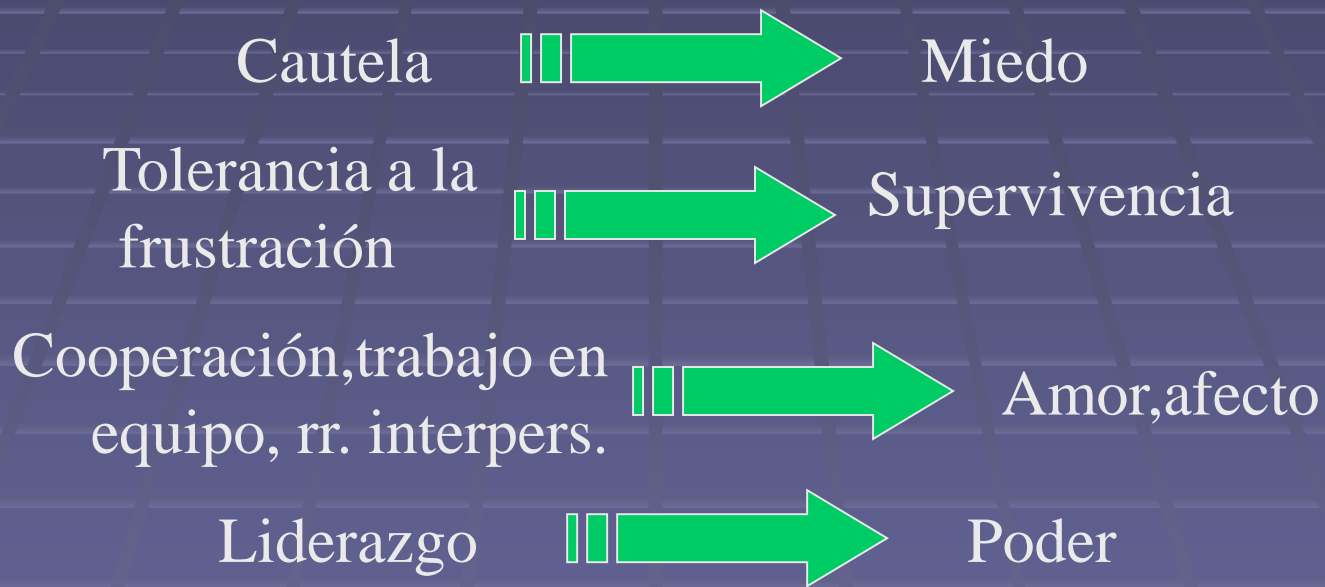 Cautela
Miedo
Tolerancia a la
frustración
Supervivencia
Cooperación,trabajo en
equipo, rr. interpers.
Amor,afecto
Liderazgo
Poder